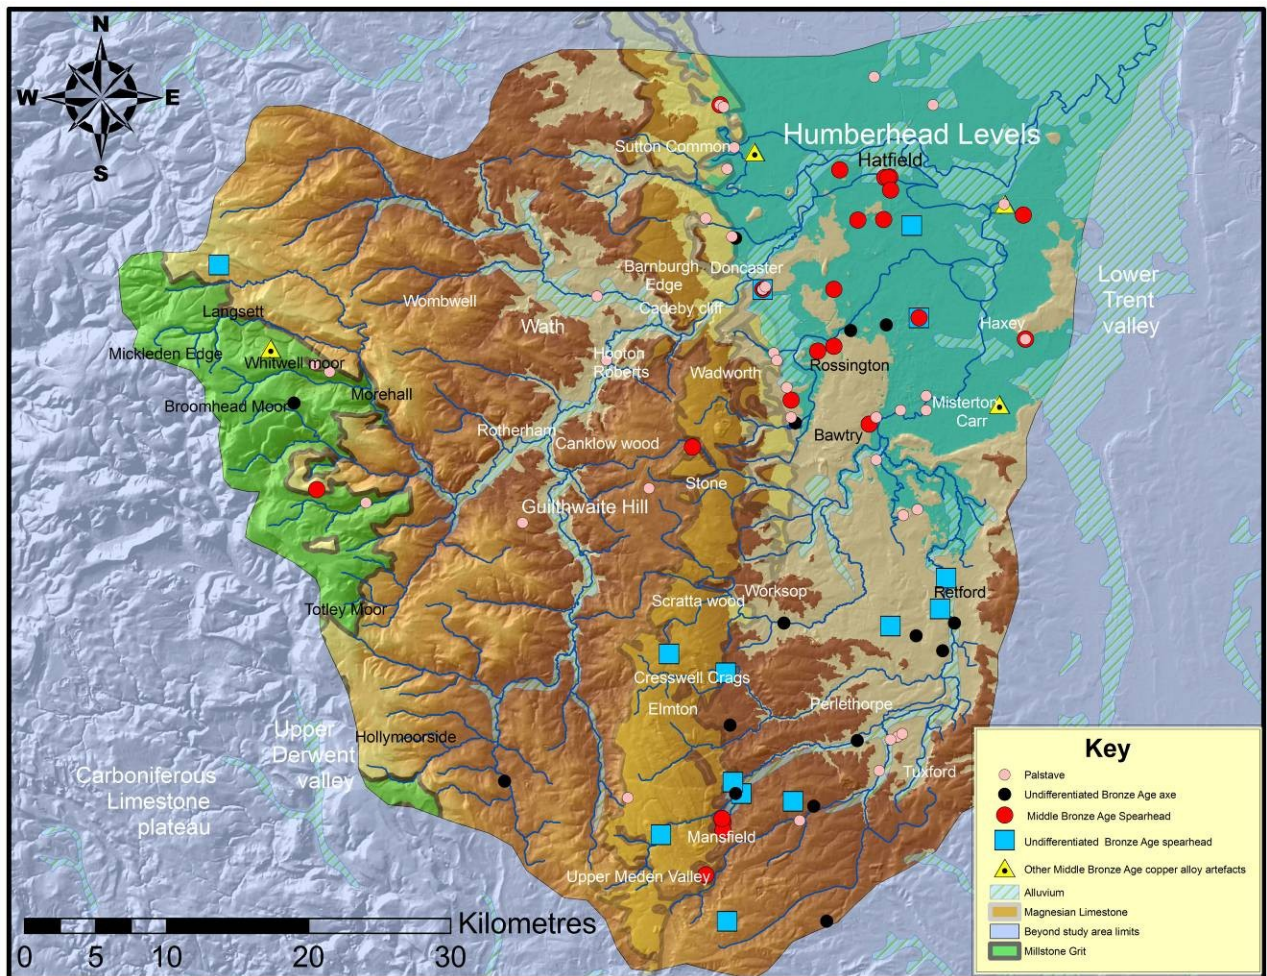 N
W
E
S
Humberhead Levels
Sutton Common
Hatfield
Barnburgh
Edge
Doncaster
Lower
Trent
valley
Wombwell
Cadeby cliff
Langsett
Wath
Haxey
Mickleden Edge
Whitwell moor
Hooton
Roberts
Wadworth
Rossington
Morehall
Broomhead Moor
Misterton
Carr
Rotherham
Canklow wood
Bawtry
Stone
Guilthwaite Hill
Totley Moor
Scratta wood
Worksop
Retford
Cresswell Crags
Elmton
Perlethorpe
Upper
Derwent
valley
Hollymoorside
Carboniferous
Limestone
plateau
Tuxford
Mansfield
Upper Meden Valley
Key
Palstave
Undifferentiated Bronze Age axe
Middle Bronze Age Spearhead
Undifferentiated Bronze Age spearhead
Other Middle Bronze Age copper alloy artefacts
Alluvium
Magnesian Limestone
Beyond study area limits
Millstone Grit
Kilometres
0 5 10 20 30